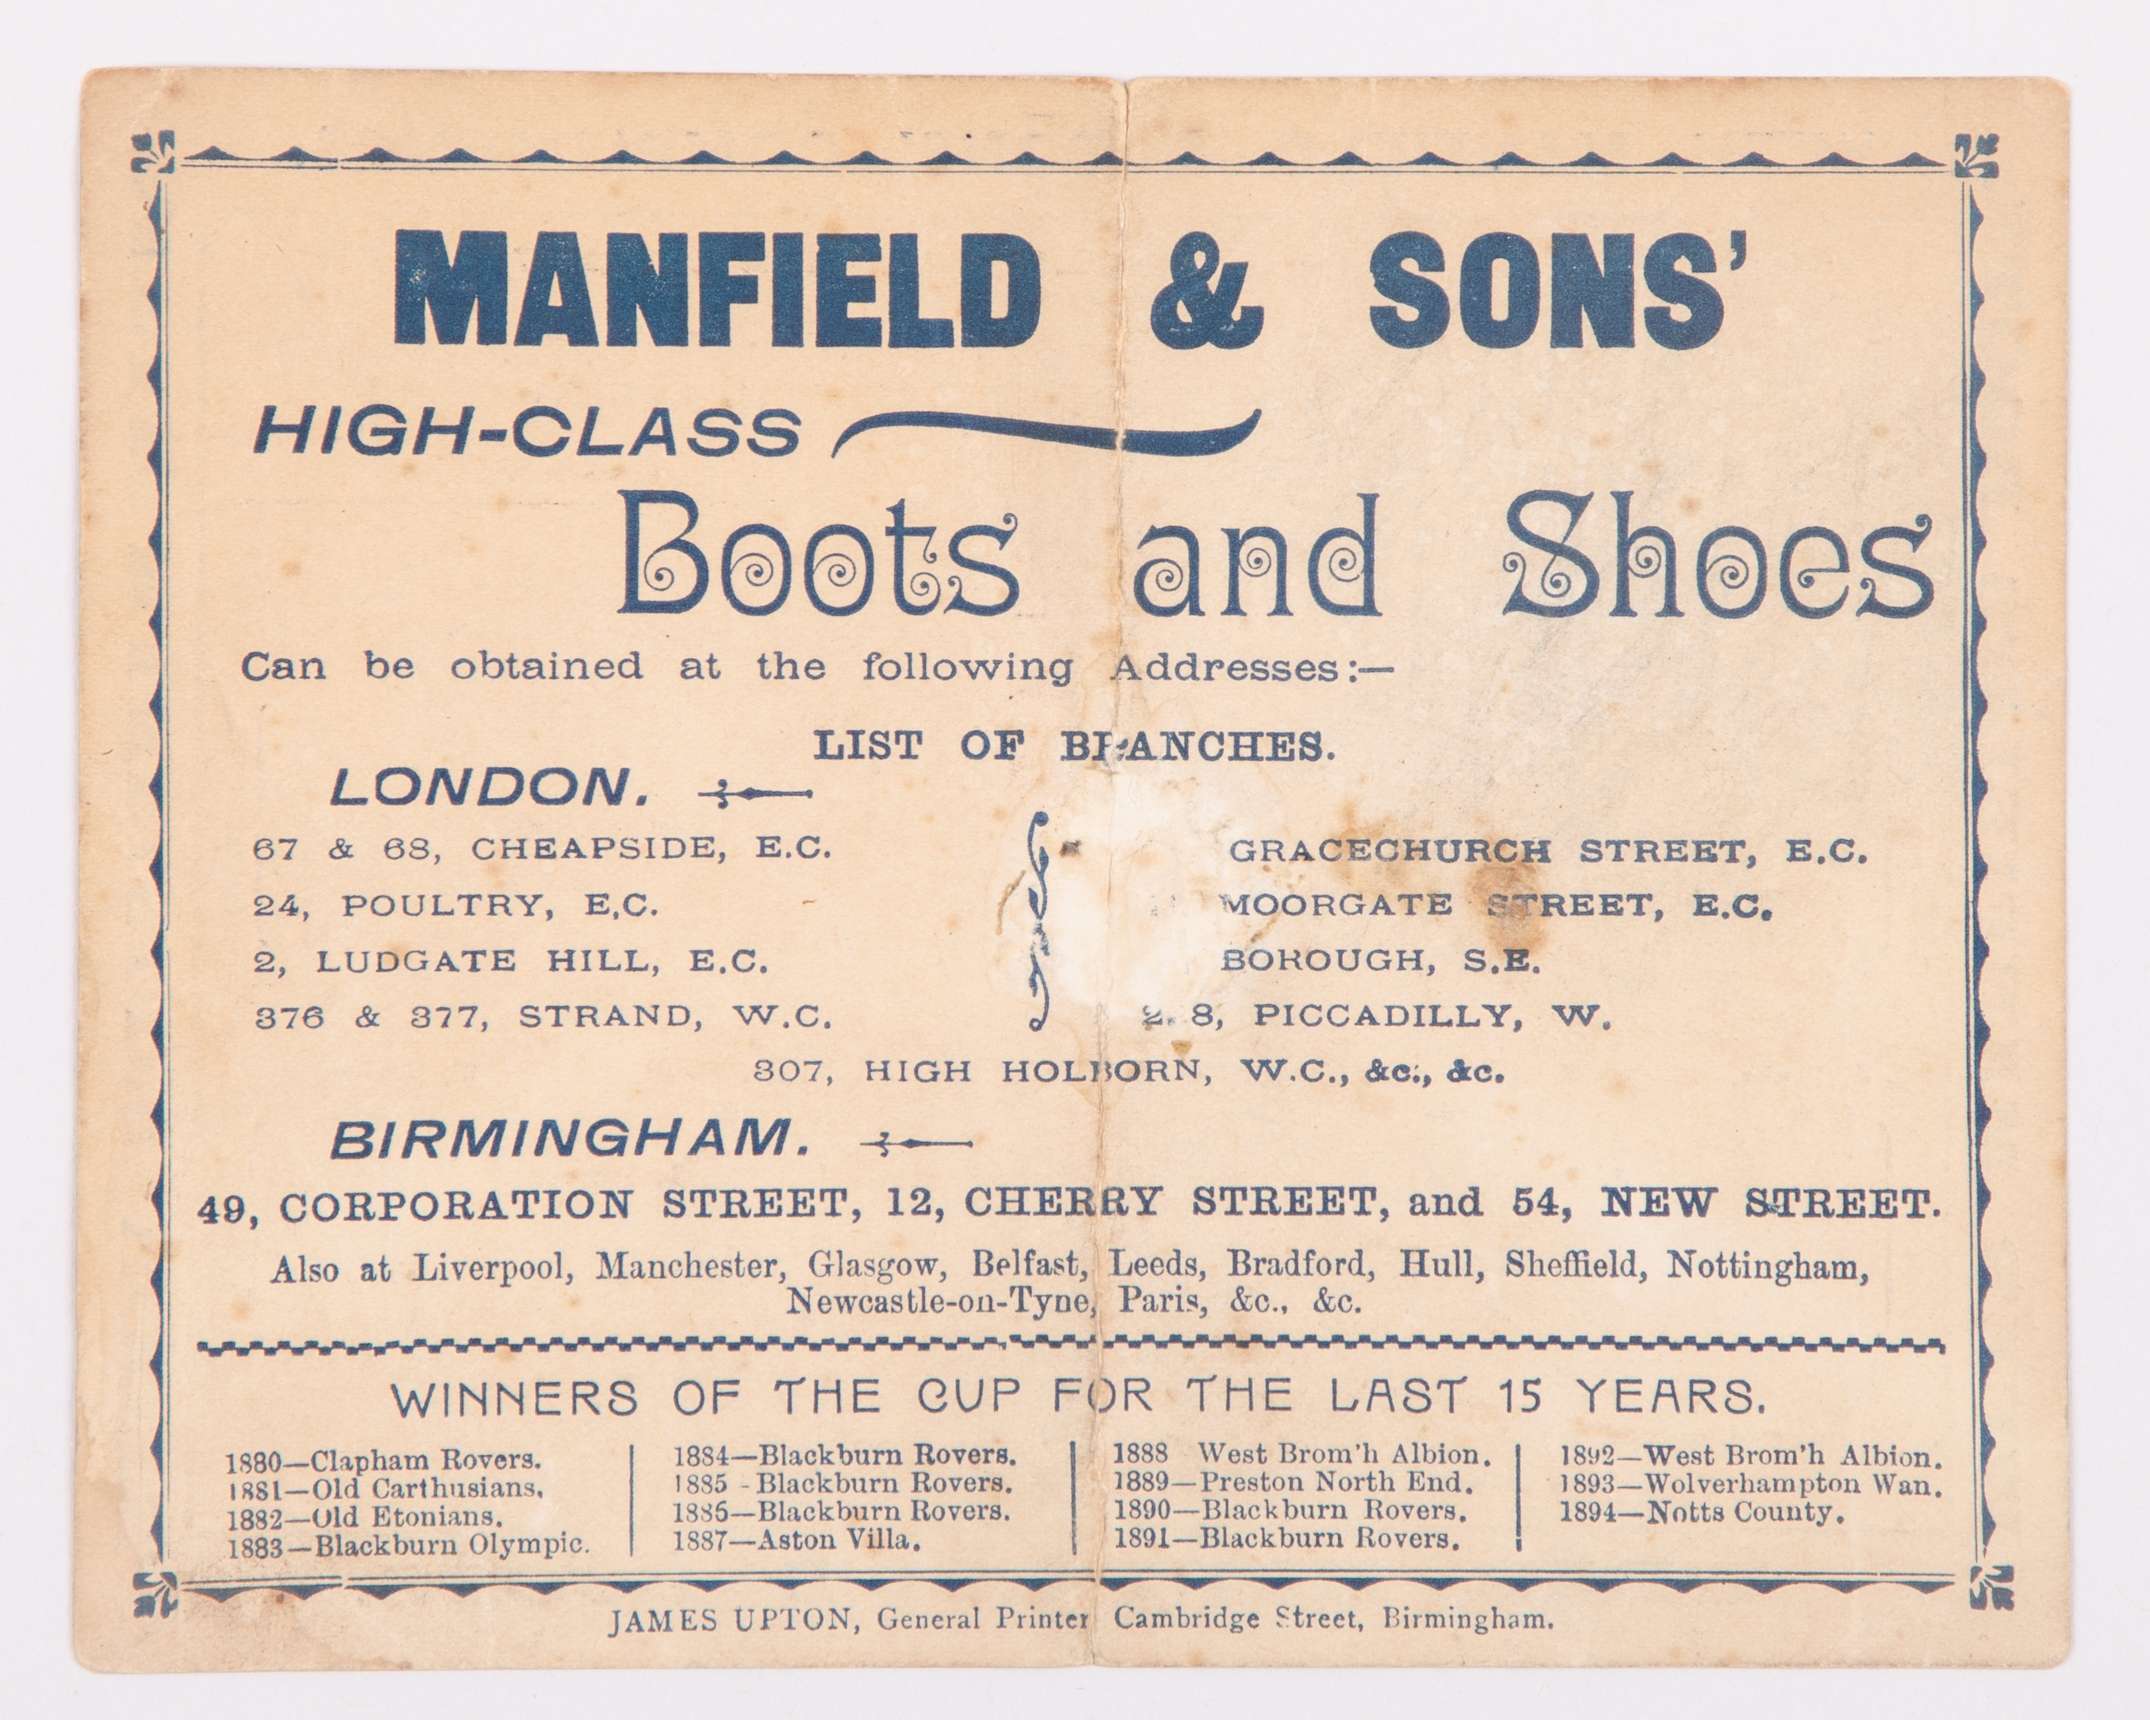 MANFIELD & SONS'
HIGH-CLASS
Boots and Shoes
Can be obtained at the following Addresses:—
LIST OF BRANCHES.
LONDON.
67 & 68, CHEAPSIDE, E.C.
24, POULTRY, E.C.
2, LUDGATE HILL, E.C.
376 & 377, STRAND, W.C.
GRACECHURCH STREET, E.C.
MOORGATE STREET, E.C.
BOROUGH, S.E.
PICCADILLY, W.
307, HIGH HOLBORN, W.C., &c., &c.
BIRMINGHAM.
49, CORPORATION STREET, 12, CHERRY STREET, and 54, NEW STREET.
Also at Liverpool, Manchester, Glasgow, Belfast, Leeds, Bradford, Hull, Sheffield, Nottingham,
Newcastle-on-Tyne, Paris, &c., &c.
WINNERS OF THE CUP FOR THE LAST 15 YEARS.
1880—Clapham Rovers.
1881—Old Carthusians.
1882—Old Etonians.
1883—Blackburn Olympic.
1884—Blackburn Rovers.
1885 - Blackburn Rovers.
1886—Blackburn Rovers.
1887—Aston Villa.
1888 West Brom'h Albion.
1889—Preston North End.
1890—Blackburn Rovers.
1891—Blackburn Rovers.
1892—West Brom'h Albion.
1893—Wolverhampton Wan.
1894—Notts County.
JAMES UPTON, General Printer Cambridge Street, Birmingham.